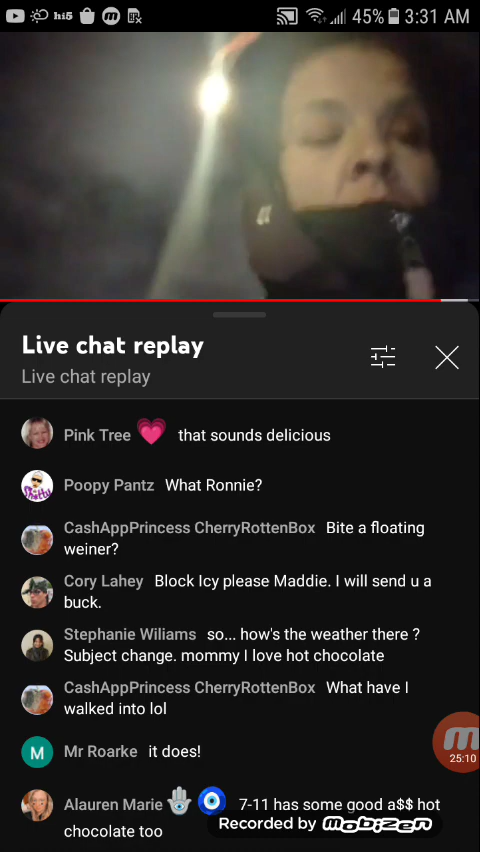 hi5 45% 3:31 AM
Live chat replay
Live chat replay
Pink Tree 💗 that sounds delicious
Poopy Pantz What Ronnie?
CashAppPrincess CherryRottenBox Bite a floating
weiner?
Cory Lahey Block Icy please Maddie. I will send u a
buck.
Stephanie Wiliams so... how's the weather there ?
Subject change. mommy I love hot chocolate
CashAppPrincess CherryRottenBox What have I
walked into lol
M Mr Roarke it does!
25:10
Alauren Marie 🪬 🧿 7-11 has some good a$$ hot
chocolate too
Recorded by mobizen